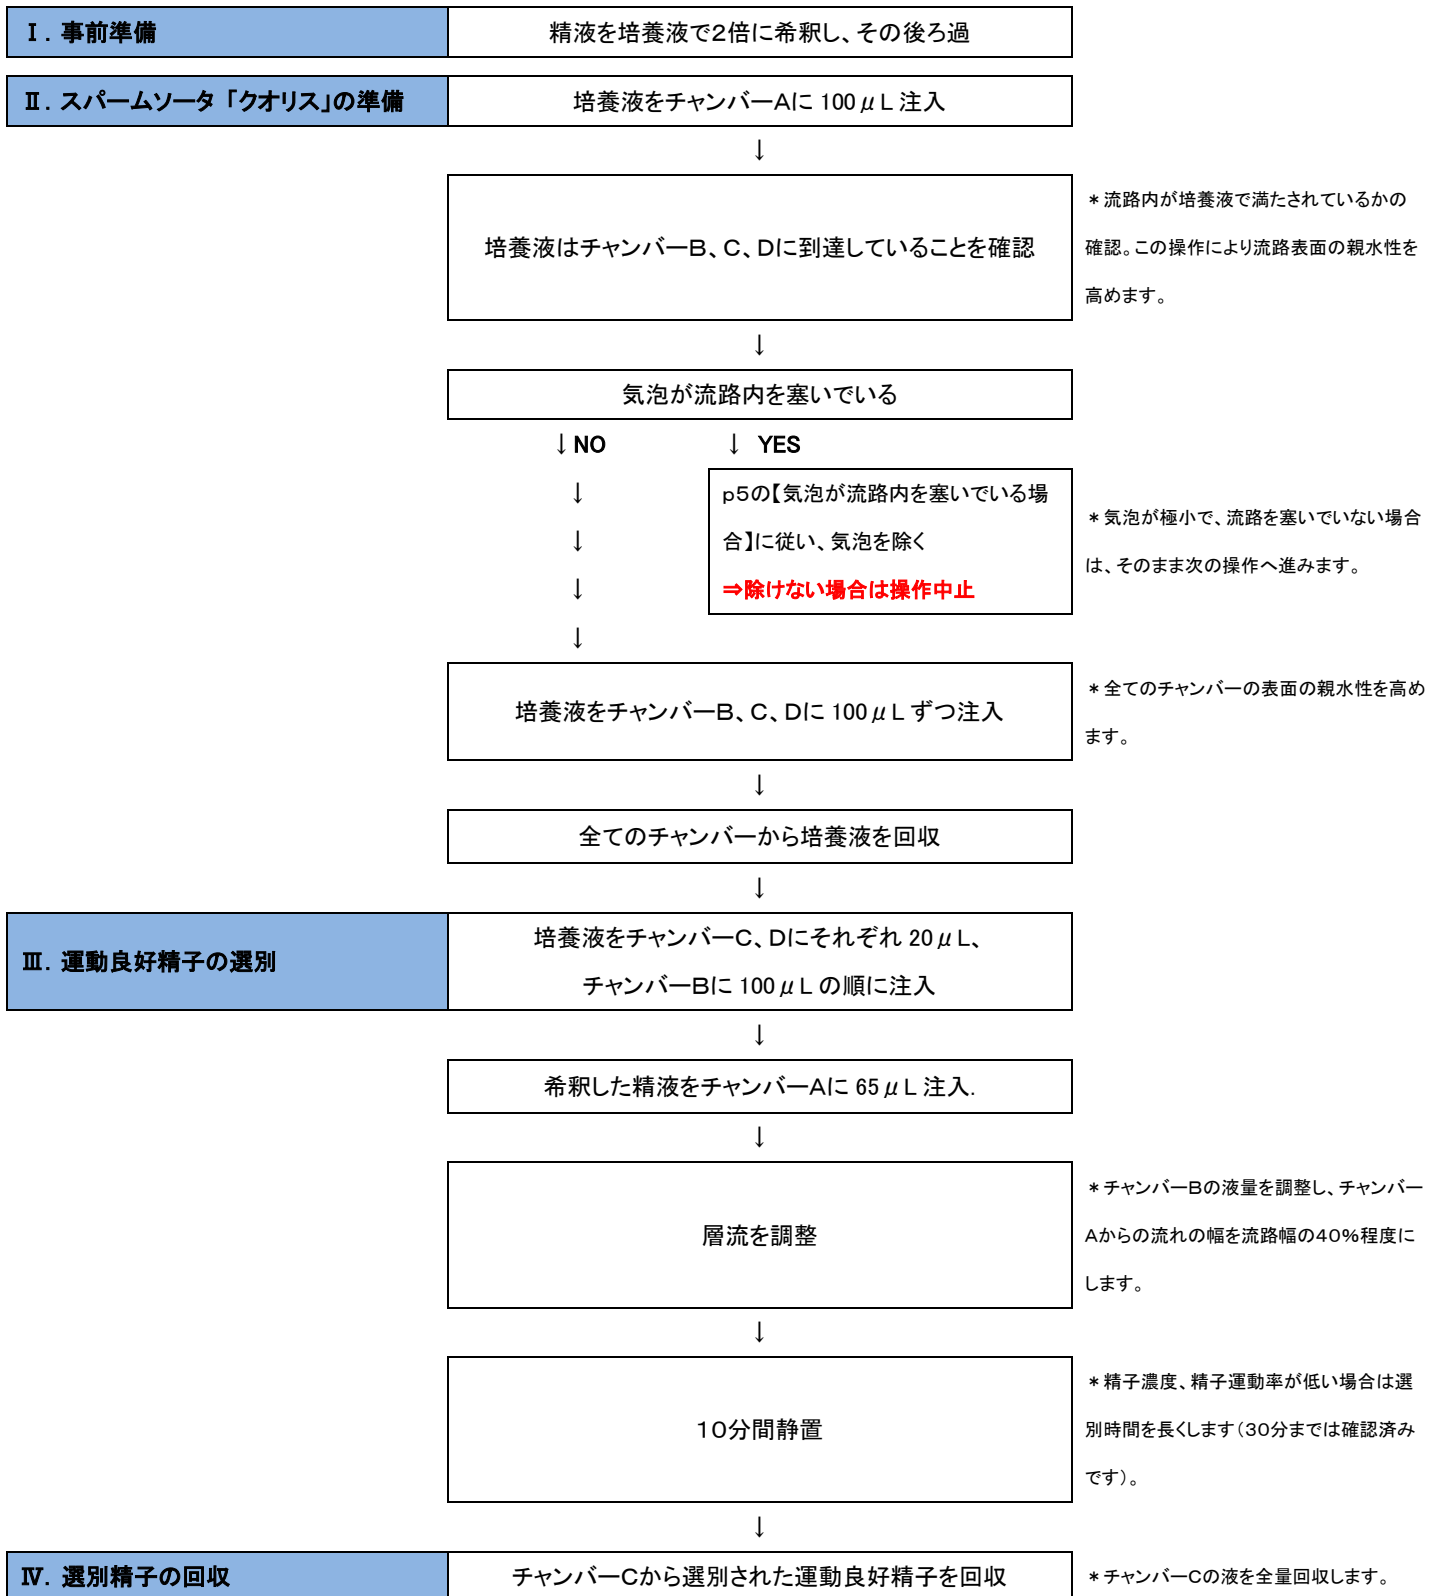 Ⅰ. 事前準備
精液を培養液で2倍に希釈し、その後ろ過
Ⅱ. スパームソータ 「クオリス」の準備
培養液をチャンバーAに 100μL 注入
↓
培養液はチャンバーB、C、Dに到達していることを確認
*流路内が培養液で満たされているかの
確認。この操作により流路表面の親水性を
高めます。
↓
気泡が流路内を塞いでいる
↓NO ↓ YES
↓
↓
↓
↓
p5の【気泡が流路内を塞いでいる場
合】に従い、気泡を除く
⇒除けない場合は操作中止
*気泡が極小で、流路を塞いでいない場合
は、そのまま次の操作へ進みます。
培養液をチャンバーB、C、Dに 100μL ずつ注入
*全てのチャンバーの表面の親水性を高め
ます。
↓
全てのチャンバーから培養液を回収
↓
Ⅲ. 運動良好精子の選別
培養液をチャンバーC、Dにそれぞれ 20μL、
チャンバーBに 100μL の順に注入
↓
希釈した精液をチャンバーAに 65μL 注入.
↓
層流を調整
*チャンバーBの液量を調整し、チャンバー
Aからの流れの幅を流路幅の40%程度に
します。
↓
10分間静置
*精子濃度、精子運動率が低い場合は選
別時間を長くします(30分までは確認済み
です)。
↓
Ⅳ. 選別精子の回収
チャンバーCから選別された運動良好精子を回収
*チャンバーCの液を全量回収します。